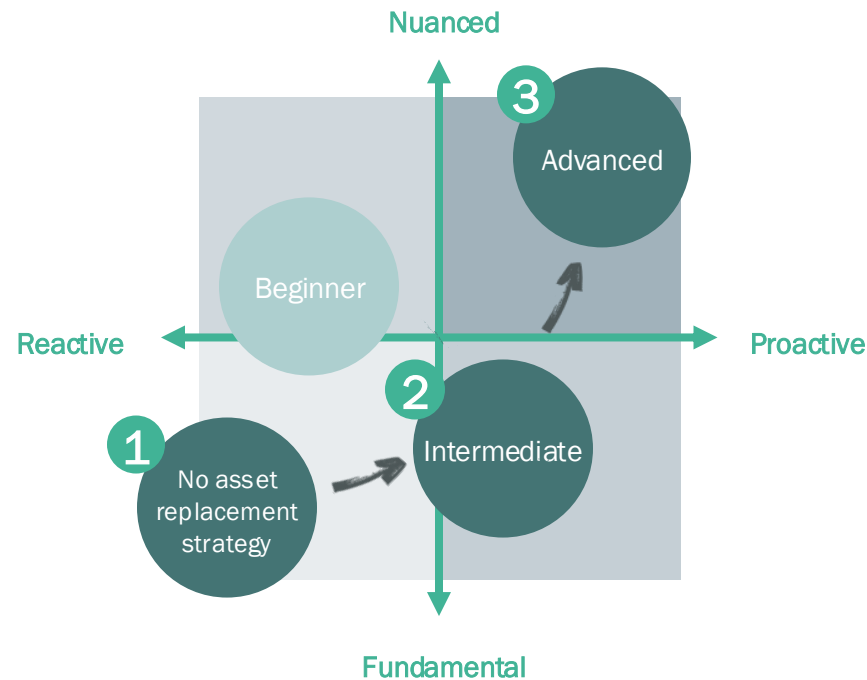 Nuanced
3
Advanced
Beginner
Reactive
Proactive
2
Intermediate
1
No asset
replacement
strategy
Fundamental